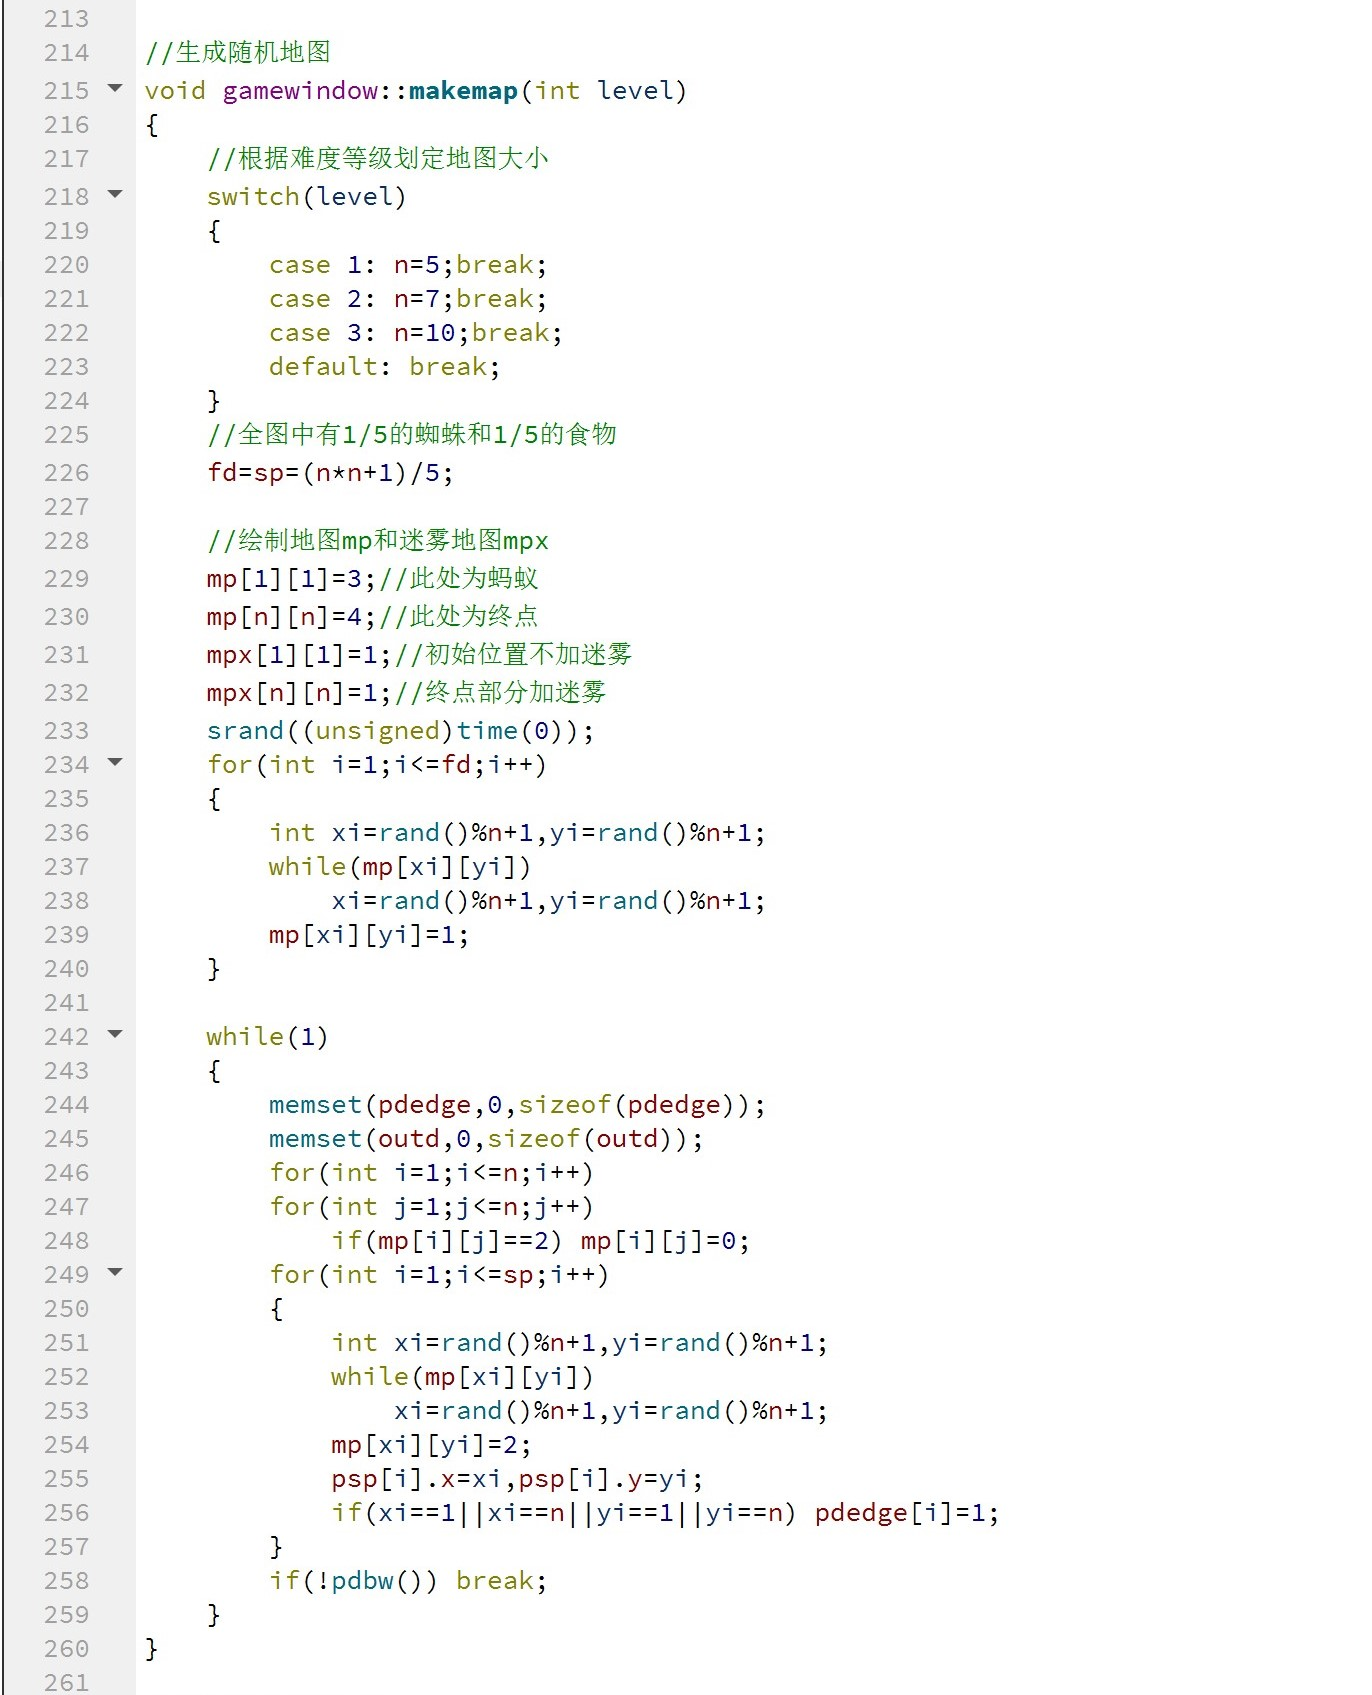 213
214 //生成随机地图
215 void gamewindow::makemap(int level)
216 {
217     //根据难度等级划定地图大小
218     switch(level)
219     {
220         case 1: n=5;break;
221         case 2: n=7;break;
222         case 3: n=10;break;
223         default: break;
224     }
225     //全图中有1/5的蜘蛛和1/5的食物
226     fd=sp=(n*n+1)/5;
227
228     //绘制地图mp和迷雾地图mpx
229     mp[1][1]=3;//此处为蚂蚁
230     mp[n][n]=4;//此处为终点
231     mpx[1][1]=1;//初始位置不加迷雾
232     mpx[n][n]=1;//终点部分加迷雾
233     srand((unsigned)time(0));
234     for(int i=1;i<=fd;i++)
235     {
236         int xi=rand()%n+1,yi=rand()%n+1;
237         while(mp[xi][yi])
238             xi=rand()%n+1,yi=rand()%n+1;
239         mp[xi][yi]=1;
240     }
241
242     while(1)
243     {
244         memset(pdedge,0,sizeof(pdedge));
245         memset(outd,0,sizeof(outd));
246         for(int i=1;i<=n;i++)
247         for(int j=1;j<=n;j++)
248             if(mp[i][j]==2) mp[i][j]=0;
249         for(int i=1;i<=sp;i++)
250         {
251             int xi=rand()%n+1,yi=rand()%n+1;
252             while(mp[xi][yi])
253                 xi=rand()%n+1,yi=rand()%n+1;
254             mp[xi][yi]=2;
255             psp[i].x=xi,psp[i].y=yi;
256             if(xi==1||xi==n||yi==1||yi==n) pdedge[i]=1;
257         }
258         if(!pdbw()) break;
259     }
260 }
261